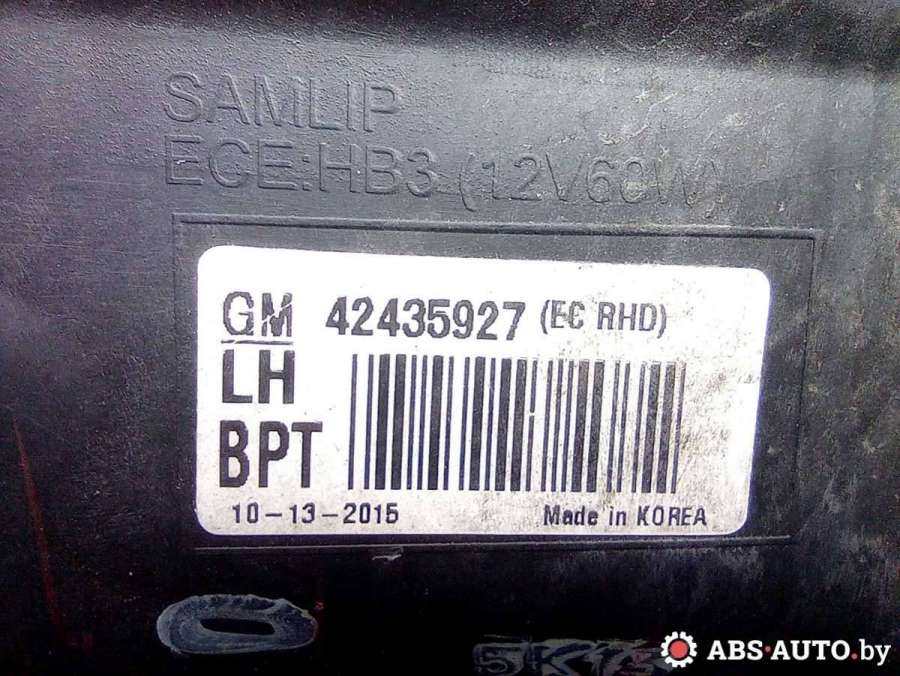 SAMLIP
ECE:HB3 (12V60W)
GM 42435927 (EC RHD)
LH
BPT
10-13-2015 Made in KOREA
ABS-AUTO.by